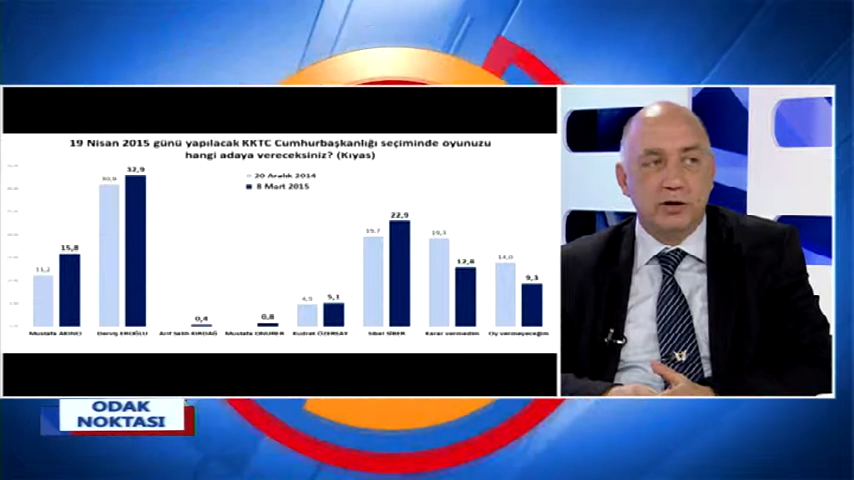 19 Nisan 2015 günü yapılacak KKTC Cumhurbaşkanlığı seçiminde oyunuzu
hangi adaya vereceksiniz? (Kıyas)
20 Aralık 2014
8 Mart 2015
11,2
15,8
30,9
32,9
0,4
0,8
4,9
5,1
19,7
22,9
19,3
12,8
14,0
9,3
Mustafa AKINCI
Derviş EROĞLU
Arif Salih KIRDAĞ
Mustafa ONURER
Kudret ÖZERSAY
Sibel SİBER
Karar vermedim
Oy vermeyeceğim
ODAK
NOKTASI